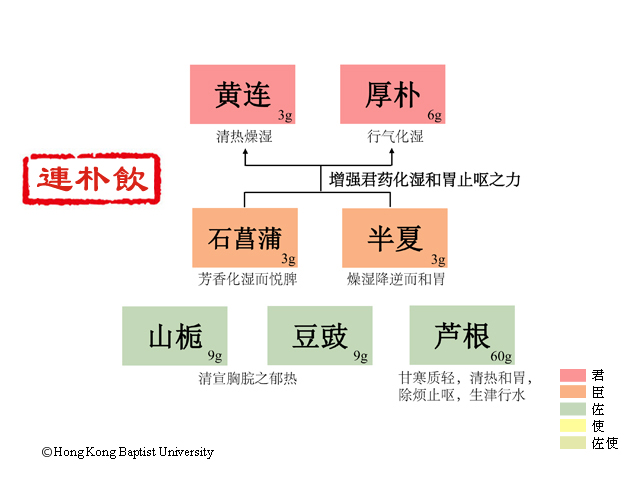 黄连
3g
厚朴
6g
清热燥湿
行气化湿
連朴飲
增强君药化湿和胃止呕之力
石菖蒲
3g
半夏
3g
芳香化湿而悦脾
燥湿降逆而和胃
山栀
9g
豆豉
9g
芦根
60g
清宣胸脘之郁热
甘寒质轻，清热和胃，
除烦止呕，生津行水
君
臣
佐
使
佐使
©Hong Kong Baptist University